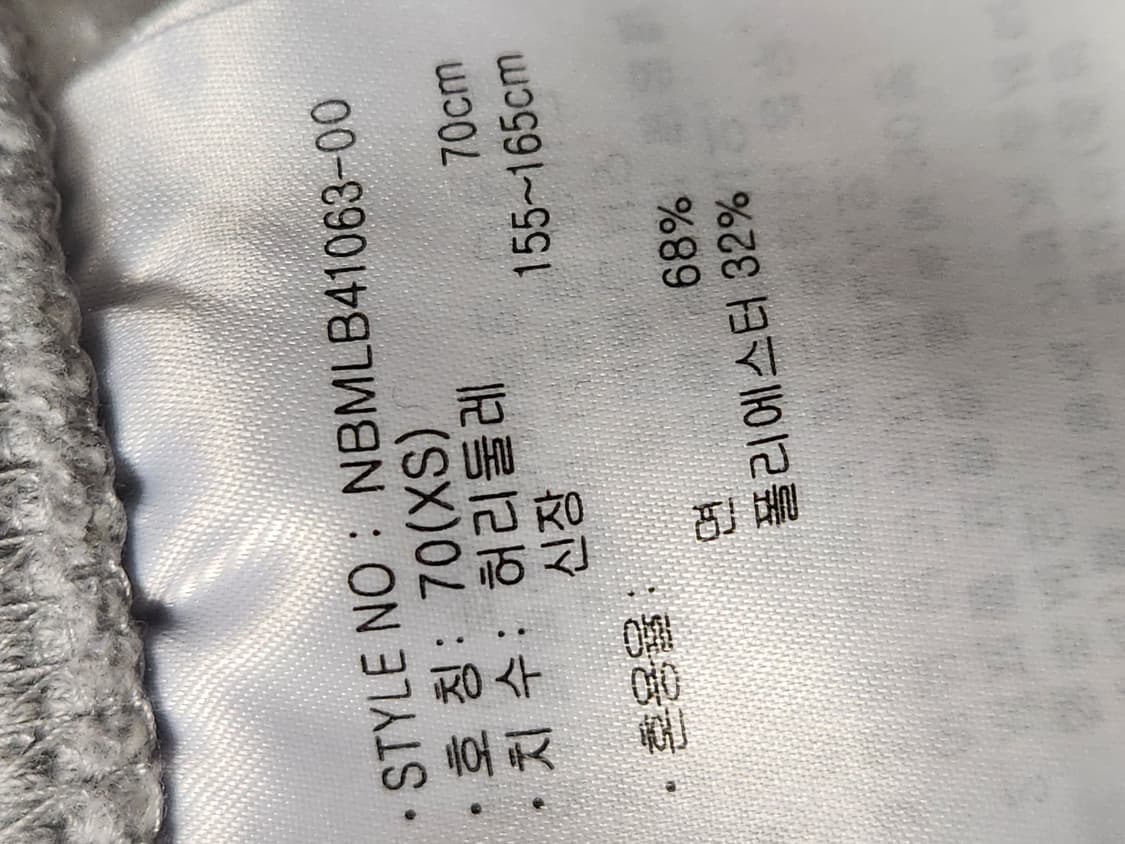 · STYLE NO : NBMLB41063-00
· 호 칭: 70(XS)
· 치 수 : 허리둘레 70cm
신장 155~165cm
· 혼용율:
면 68%
폴리에스터 32%